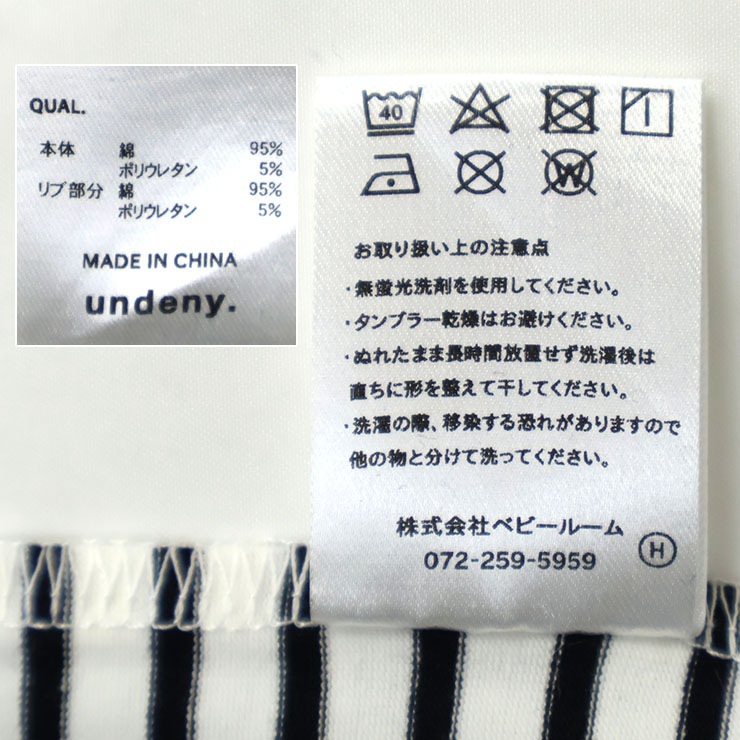 QUAL.
本体 綿 95%
ポリウレタン 5%
リブ部分 綿 95%
ポリウレタン 5%
MADE IN CHINA
undeny.
40
W
お取り扱い上の注意点
・無蛍光洗剤を使用してください。
・タンブラー乾燥はお避けください。
・ぬれたまま長時間放置せず洗濯後は
直ちに形を整えて干してください。
・洗濯の際、移染する恐れがありますので
他の物と分けて洗ってください。
株式会社ベビールーム
072-259-5959 H